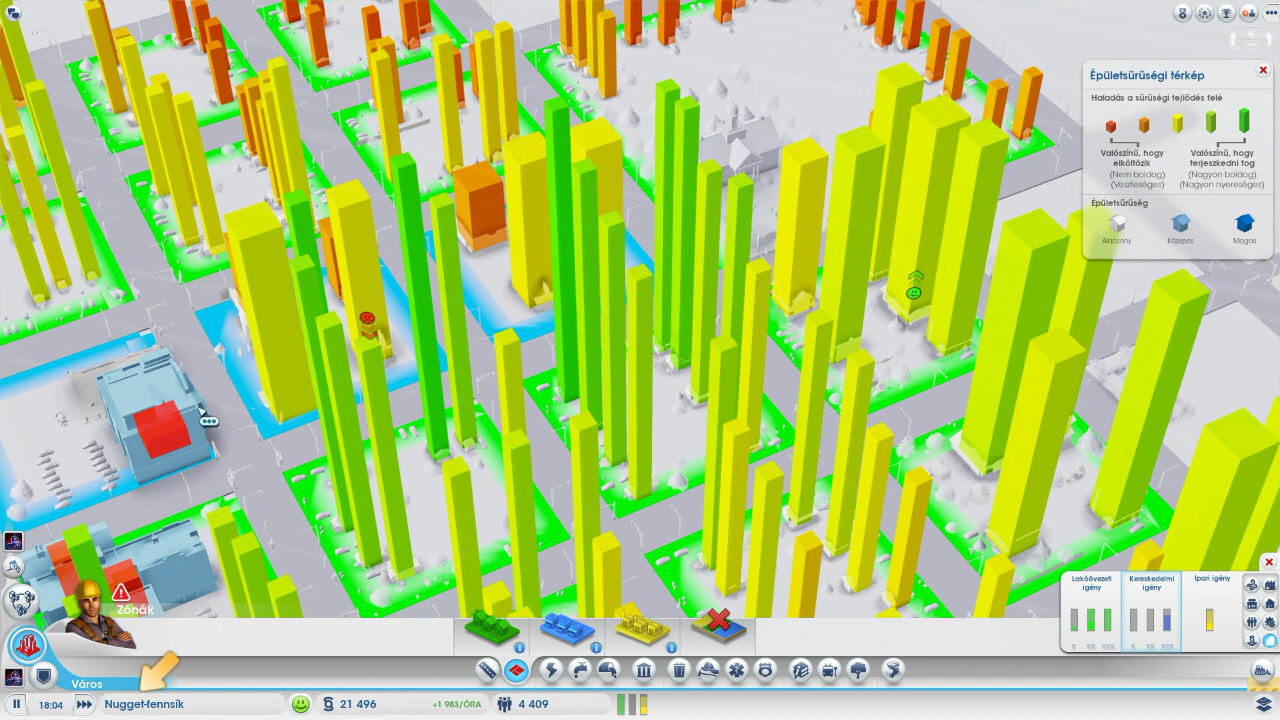 Épületsűrűségi térkép
Haladás a sűrűségi fejlődés felé
Valószínű, hogy elköltözik
(Nem boldog)
(Veszteséges)
Valószínű, hogy terjeszkedni fog
(Nagyon boldog)
(Nagyon nyereséges)
Épületsűrűség
Alacsony
Közepes
Magas
Lakóövezeti igény
Kereskedelmi igény
Ipari igény
$ $$ $$$
$ $$ $$$
Zónák
Város
18:04
Nugget-fennsík
21 496
+1 983/ÓRA
4 409